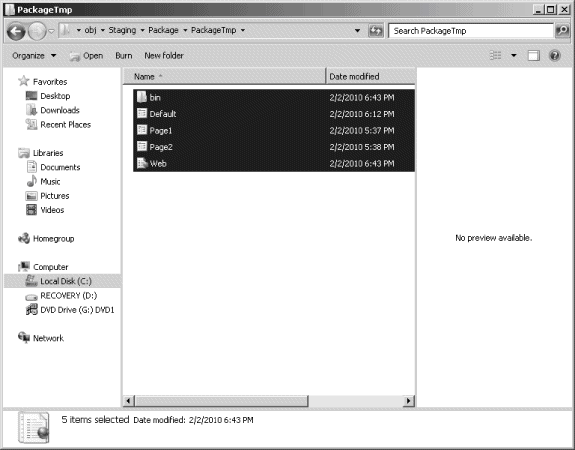 PackageTmp
obj ▸ Staging ▸ Package ▸ PackageTmp ▸
Search PackageTmp
Organize Open Burn New folder
Favorites
Desktop
Downloads
Recent Places
Libraries
Documents
Music
Pictures
Videos
Homegroup
Computer
Local Disk (C:)
RECOVERY (D:)
DVD Drive (G:) DVD1
Network
Name Date modified
bin 2/2/2010 6:43 PM
Default 2/2/2010 6:12 PM
Page1 2/2/2010 5:37 PM
Page2 2/2/2010 5:38 PM
Web 2/2/2010 6:43 PM
No preview available.
5 items selected Date modified: 2/2/2010 6:43 PM